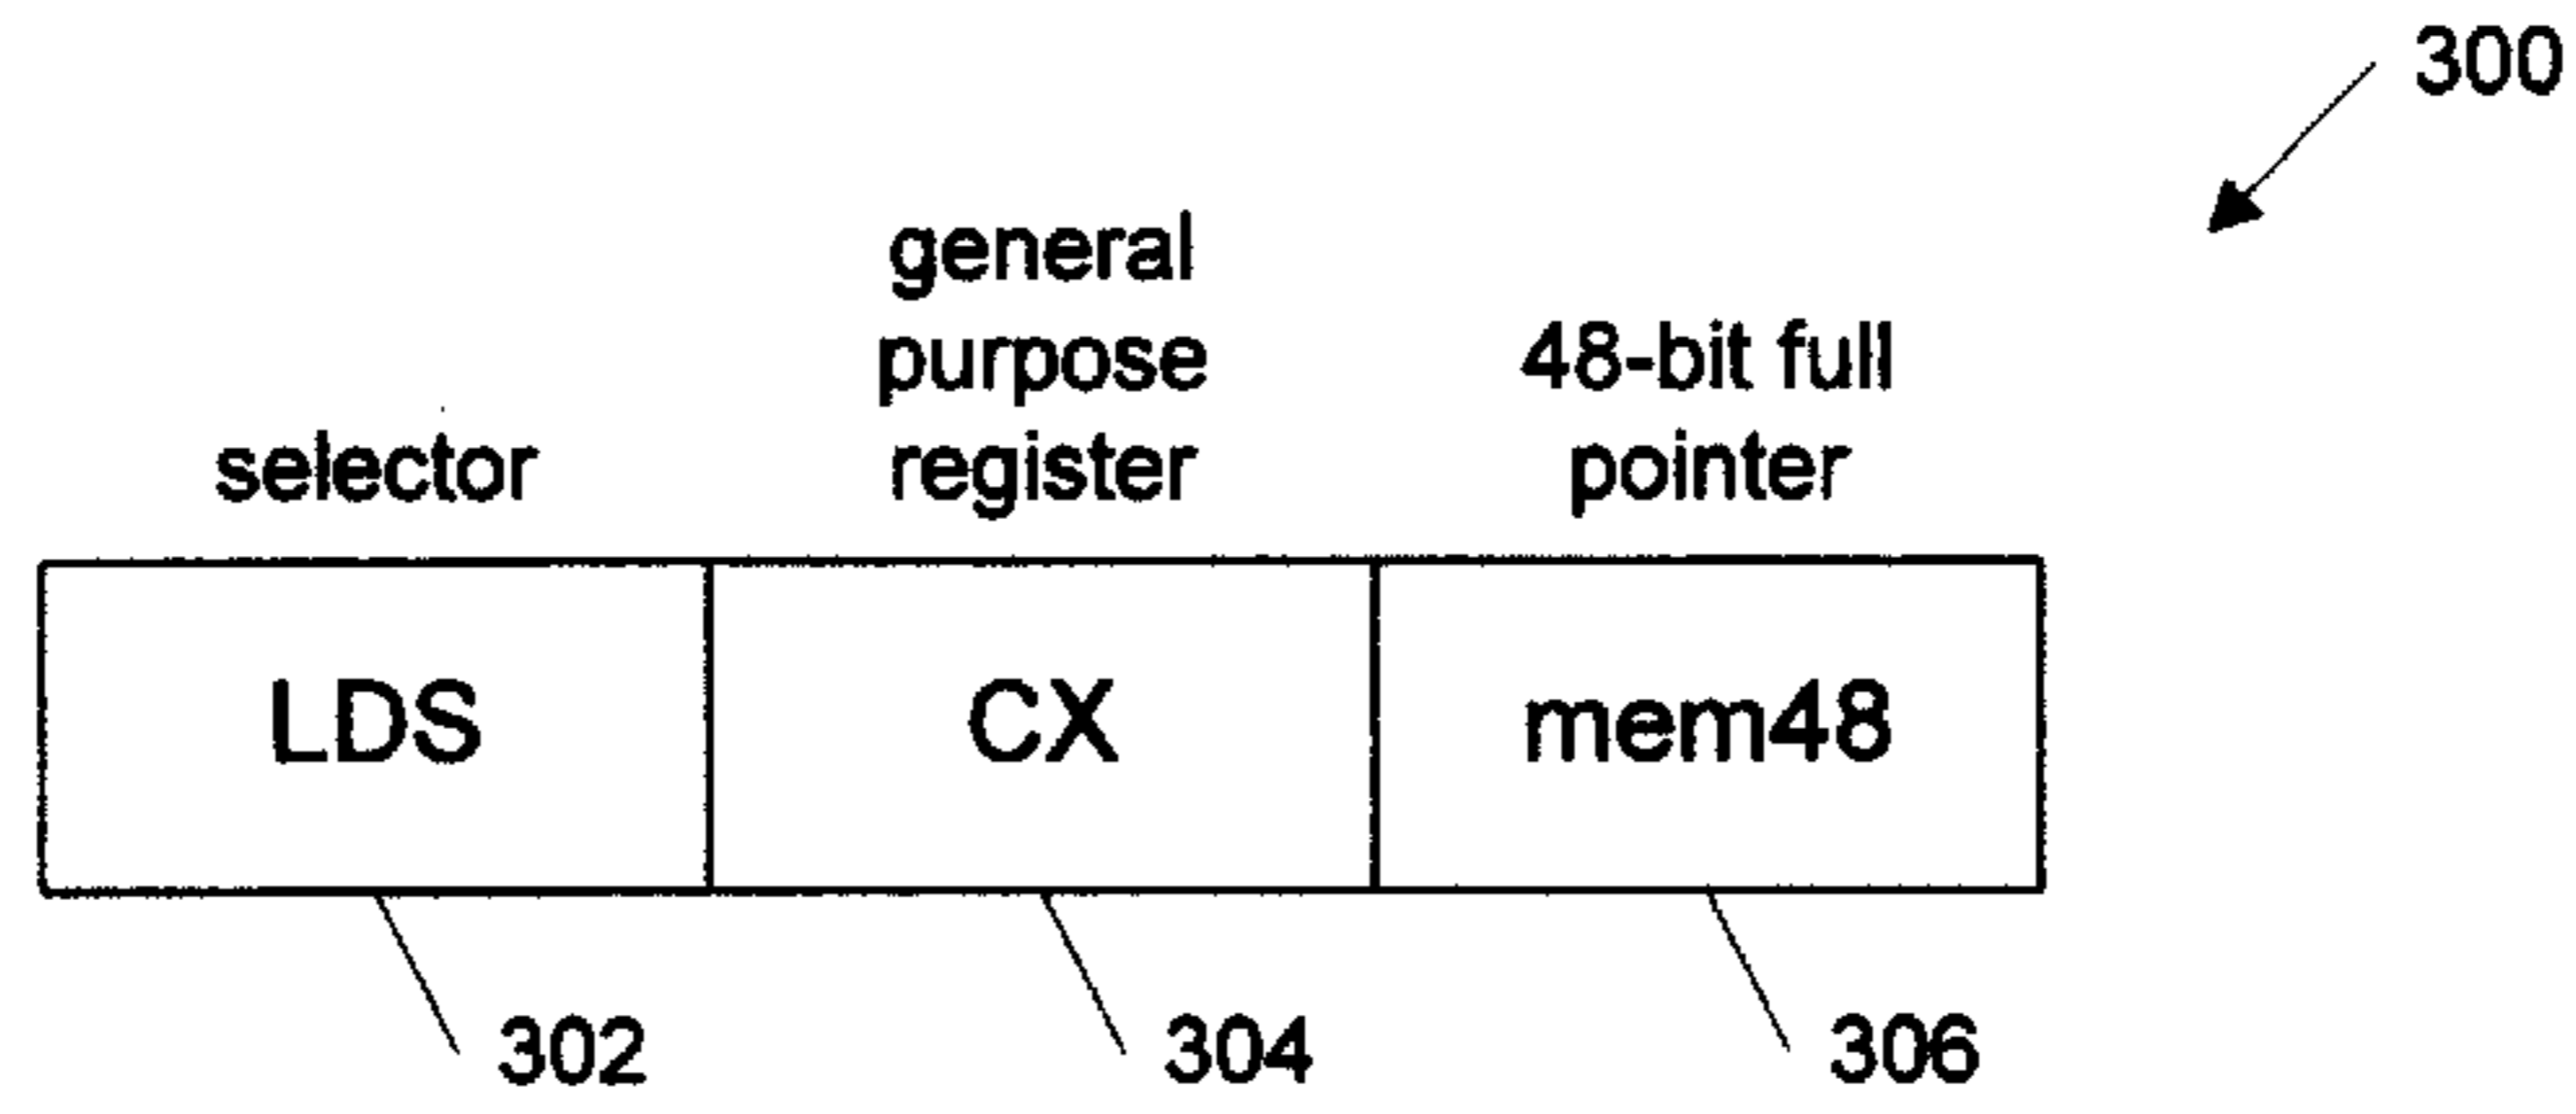 300
selector
general
purpose
register
48-bit full
pointer
LDS
CX
mem48
302
304
306